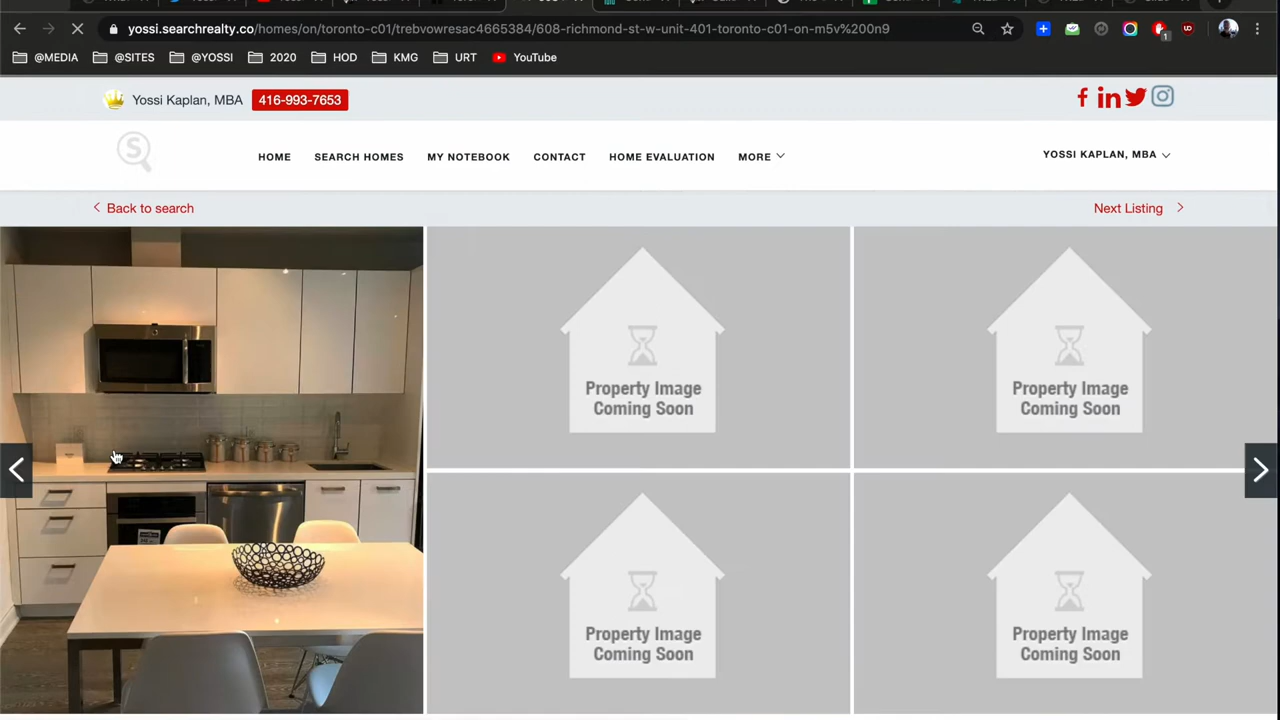 yossi.searchrealty.co/homes/on/toronto-c01/trebvowresac4665384/608-richmond-st-w-unit-401-toronto-c01-on-m5v%200n9
1
@MEDIA @SITES @YOSSI 2020 HOD KMG URT YouTube
Yossi Kaplan, MBA 416-993-7653
S
HOME SEARCH HOMES MY NOTEBOOK CONTACT HOME EVALUATION MORE YOSSI KAPLAN, MBA
Back to search Next Listing
Property Image
Coming Soon
Property Image
Coming Soon
Property Image
Coming Soon
Property Image
Coming Soon